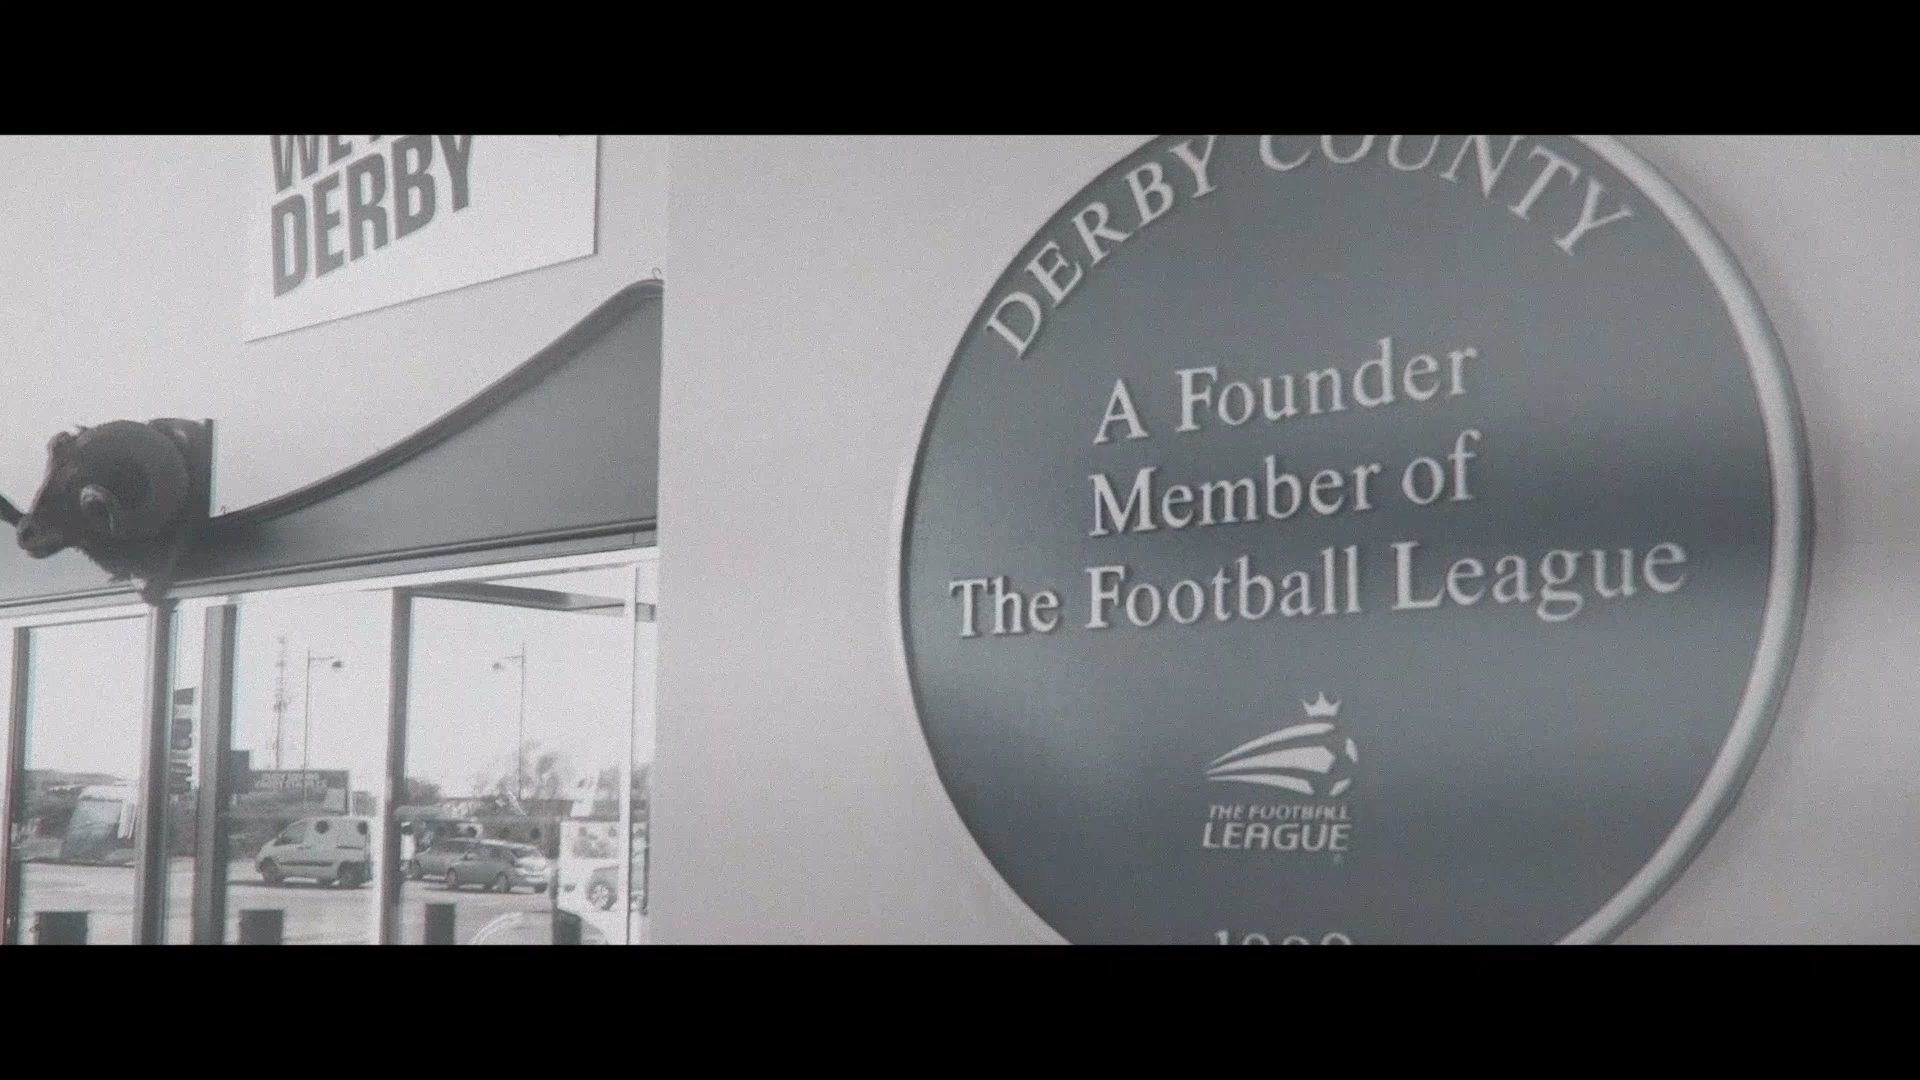 DERBY
DERBY COUNTY
A Founder
Member of
The Football League
THE FOOTBALL
LEAGUE